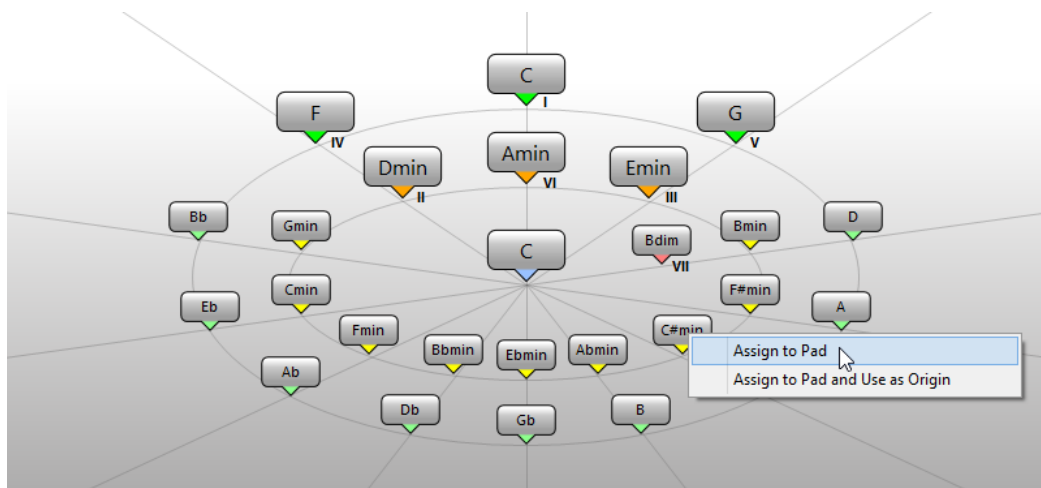 C
I
F
IV
G
V
Amin
VI
Dmin
II
Emin
III
Bb
Gmin
C
Bdim
VII
Bmin
D
Eb
Cmin
F#min
A
Fmin
Bbmin
Ebmin
Abmin
C#min
Assign to Pad
Assign to Pad and Use as Origin
Ab
Db
Gb
B